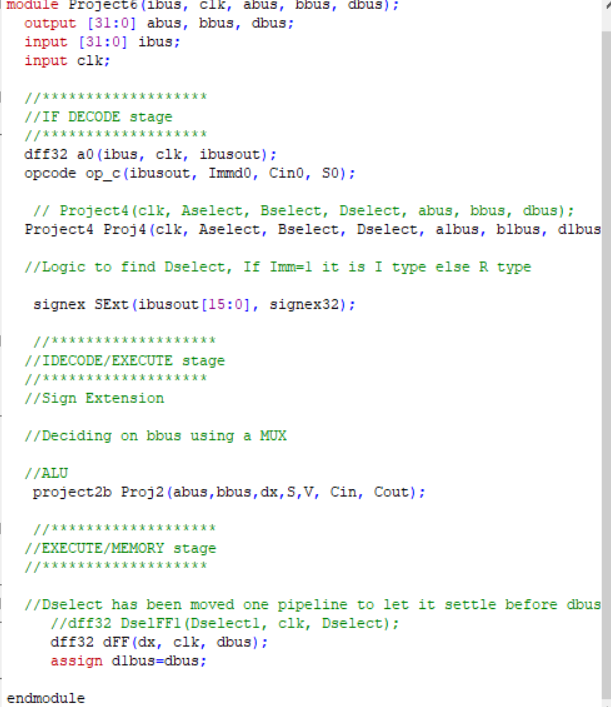 module Project6(ibus, clk, abus, bbus, dbus);
output [31:0] abus, bbus, dbus;
input [31:0] ibus;
input clk;
//*******************
//IF DECODE stage
//*******************
dff32 a0(ibus, clk, ibusout);
opcode op_c(ibusout, Immd0, Cin0, S0);
// Project4(clk, Aselect, Bselect, Dselect, abus, bbus, dbus);
Project4 Proj4(clk, Aselect, Bselect, Dselect, albus, blbus, dlbus
//Logic to find Dselect, If Imm=1 it is I type else R type
signex SExt(ibusout[15:0], signex32);
//*******************
//IDECODE/EXECUTE stage
//*******************
//Sign Extension
//Deciding on bbus using a MUX
//ALU
project2b Proj2(abus,bbus,dx,S,V, Cin, Cout);
//*******************
//EXECUTE/MEMORY stage
//*******************
//Dselect has been moved one pipeline to let it settle before dbus
//dff32 DselFF1(Dselect1, clk, Dselect);
dff32 dFF(dx, clk, dbus);
assign dlbus=dbus;
endmodule